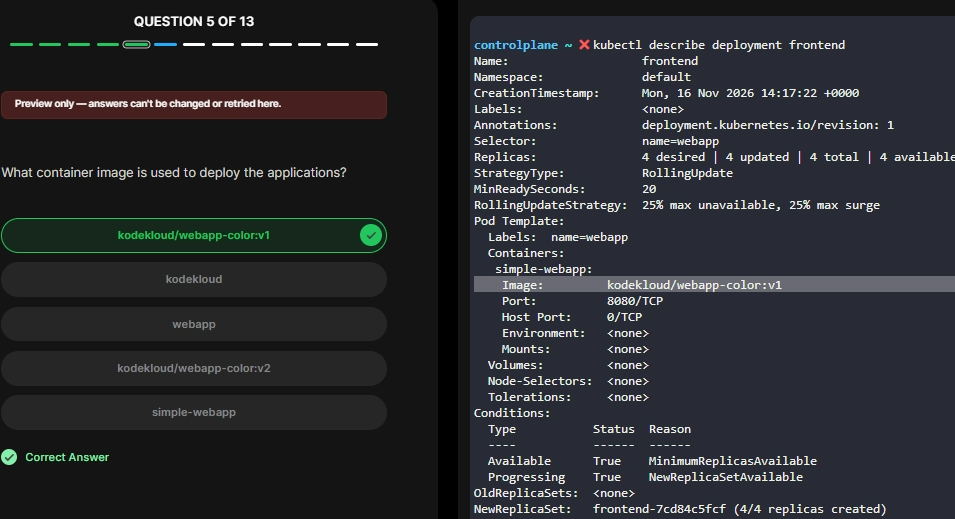 QUESTION 5 OF 13
Preview only — answers can't be changed or retried here.
What container image is used to deploy the applications?
kodekloud/webapp-color:v1
kodekloud
webapp
kodekloud/webapp-color:v2
simple-webapp
Correct Answer
controlplane ~ ❌ kubectl describe deployment frontend
Name:                   frontend
Namespace:              default
CreationTimestamp:      Mon, 16 Nov 2026 14:17:22 +0000
Labels:                 <none>
Annotations:            deployment.kubernetes.io/revision: 1
Selector:               name=webapp
Replicas:               4 desired | 4 updated | 4 total | 4 available
StrategyType:           RollingUpdate
MinReadySeconds:        20
RollingUpdateStrategy:  25% max unavailable, 25% max surge
Pod Template:
  Labels:  name=webapp
  Containers:
   simple-webapp:
    Image:         kodekloud/webapp-color:v1
    Port:          8080/TCP
    Host Port:     0/TCP
    Environment:   <none>
    Mounts:        <none>
  Volumes:         <none>
  Node-Selectors:  <none>
  Tolerations:     <none>
Conditions:
  Type           Status  Reason
  ----           ------  ------
  Available      True    MinimumReplicasAvailable
  Progressing    True    NewReplicaSetAvailable
OldReplicaSets:  <none>
NewReplicaSet:   frontend-7cd84c5fcf (4/4 replicas created)